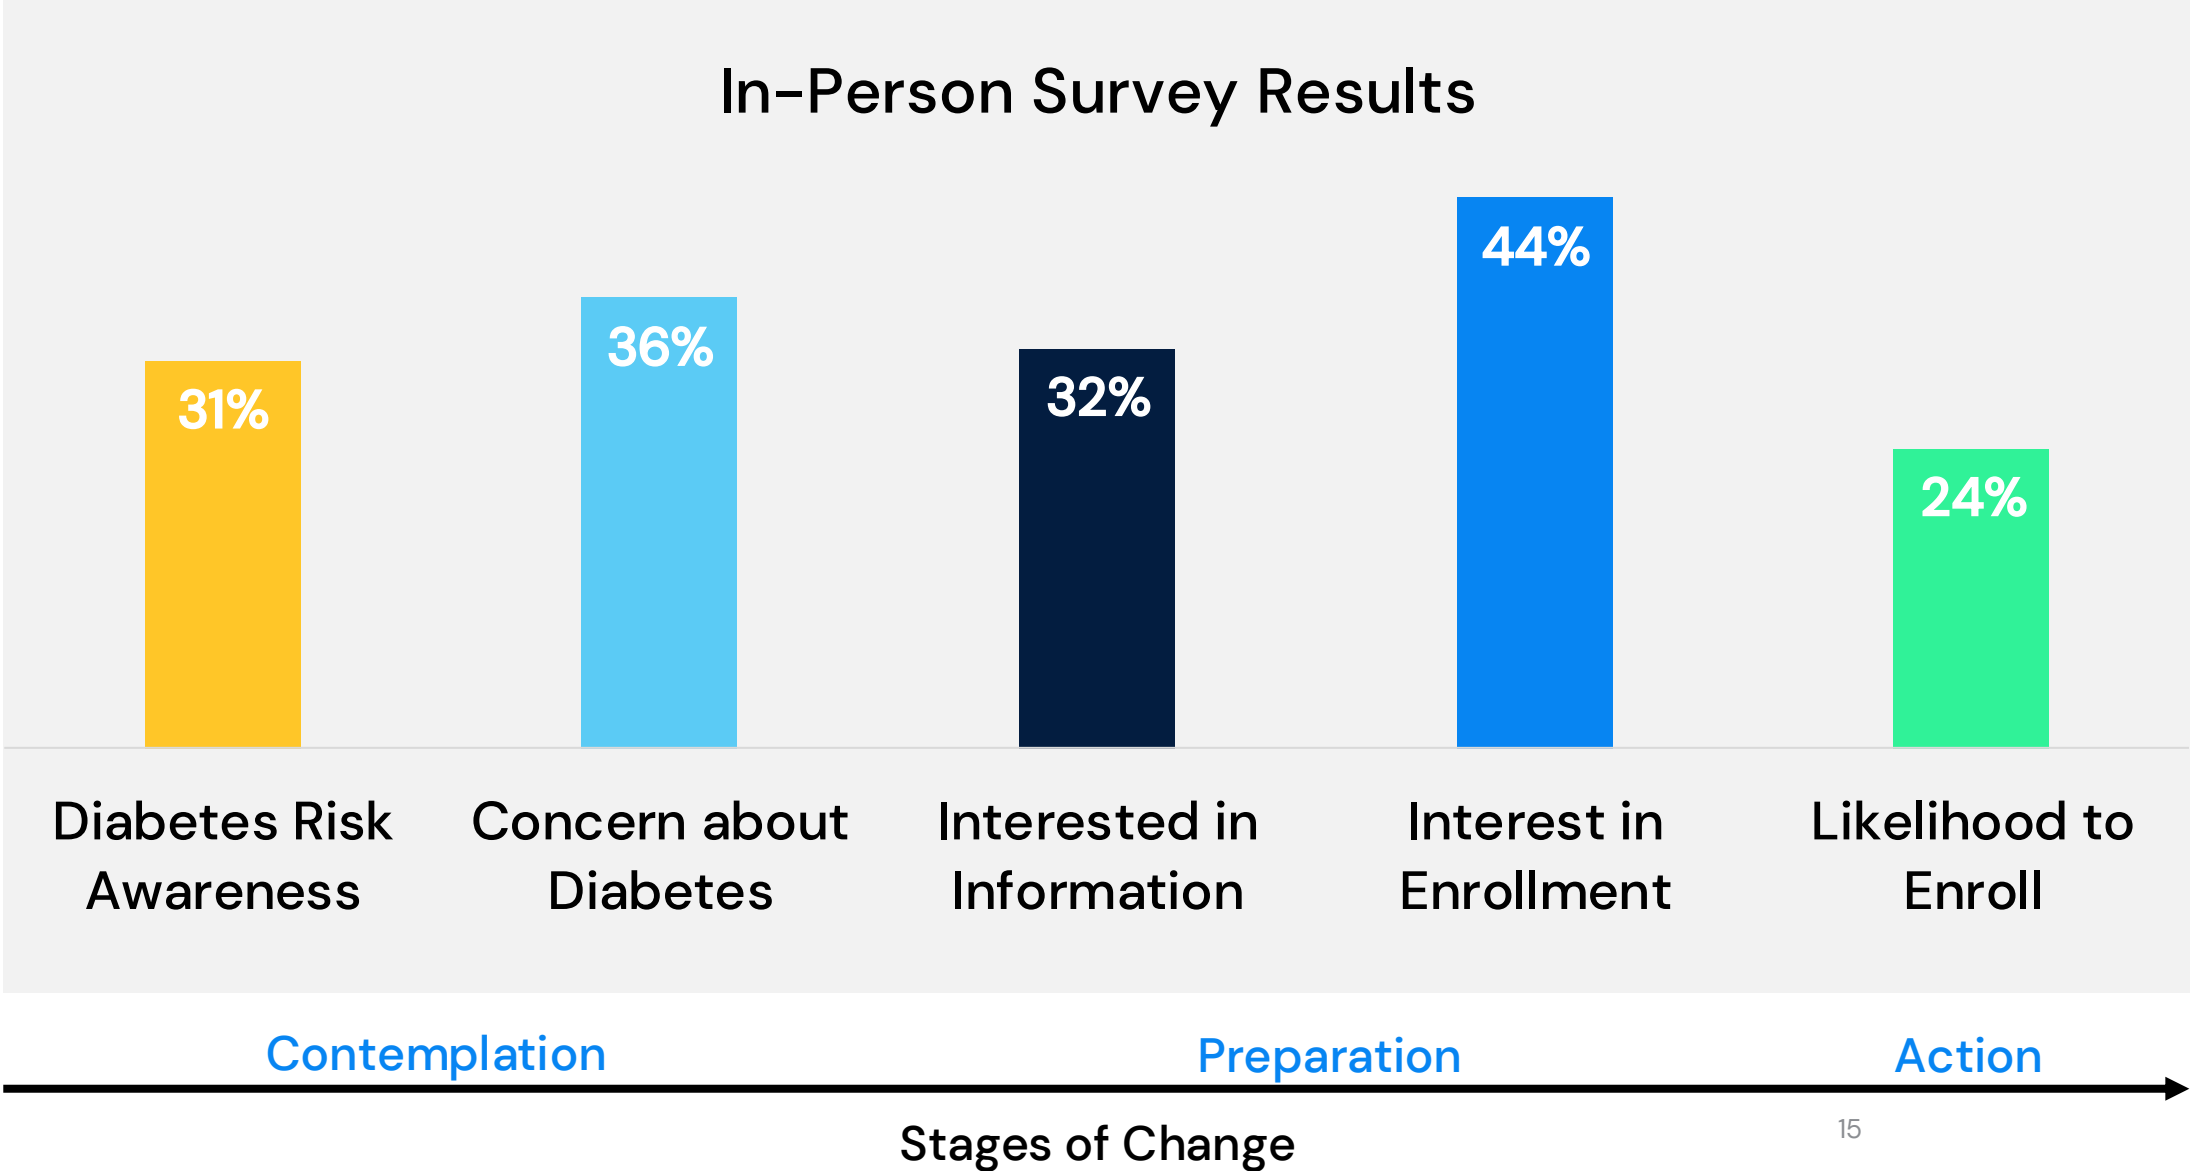 In-Person Survey Results
31%
36%
32%
44%
24%
Diabetes Risk
Awareness
Concern about
Diabetes
Interested in
Information
Interest in
Enrollment
Likelihood to
Enroll
Contemplation
Preparation
Action
Stages of Change
15